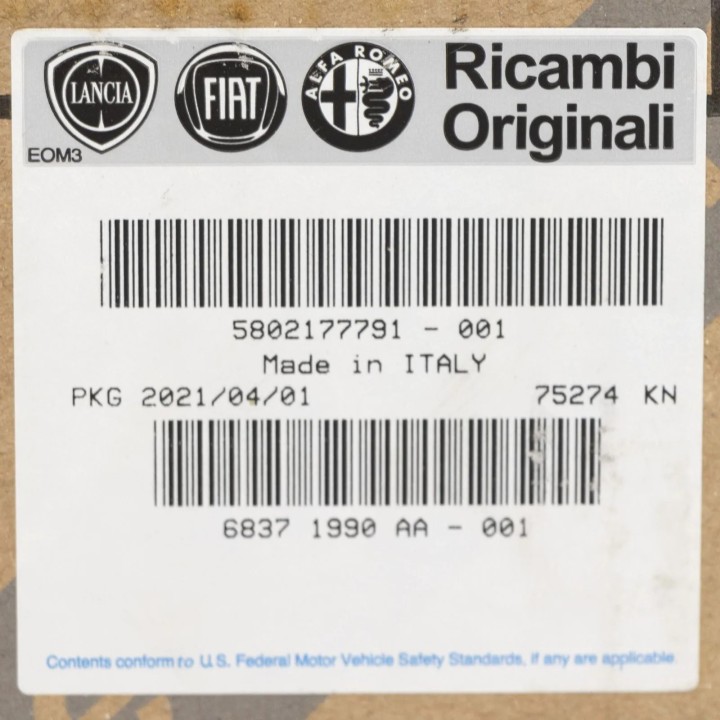 LANCIA FIAT ALFA ROMEO Ricambi
Originali
EOM3
5802177791 - 001
Made in ITALY
PKG 2021/04/01 75274 KN
6837 1990 AA - 001
Contents conform to U.S. Federal Motor Vehicle Safety Standards, if any are applicable.